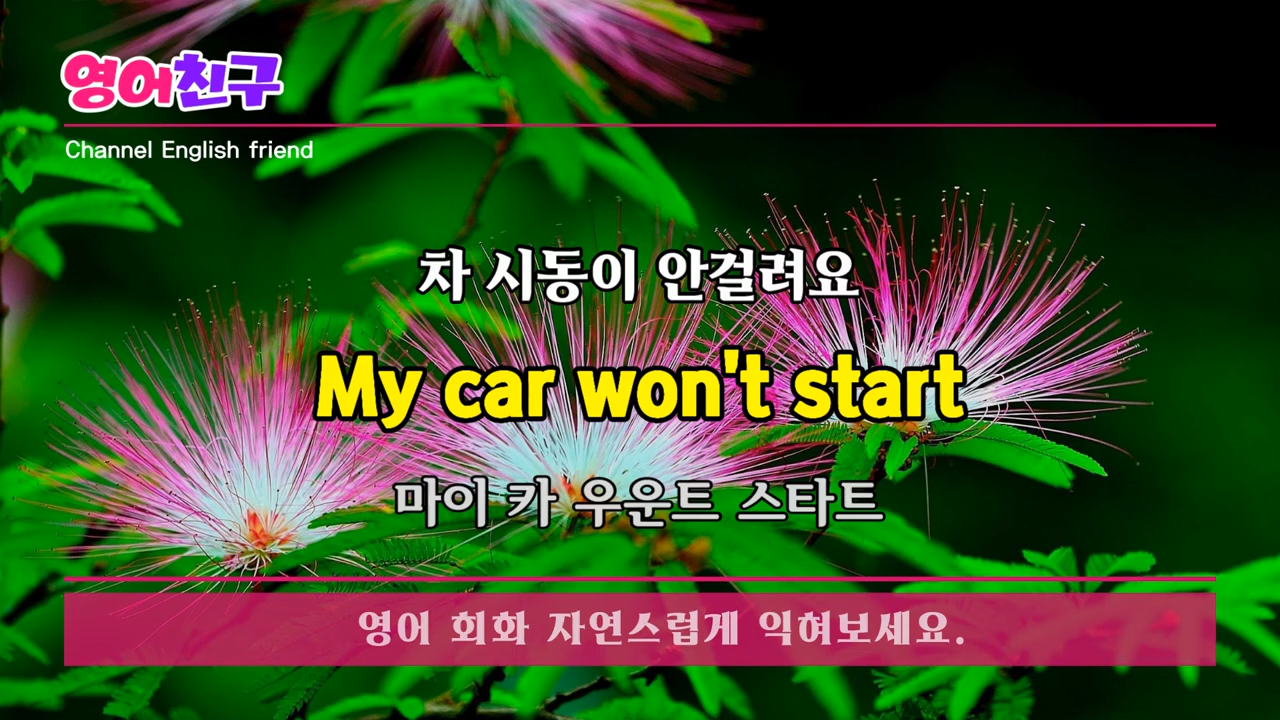 영어친구
Channel English friend
차 시동이 안걸려요
My car won't start
마이 카 우운트 스타트
영어 회화 자연스럽게 익혀보세요.